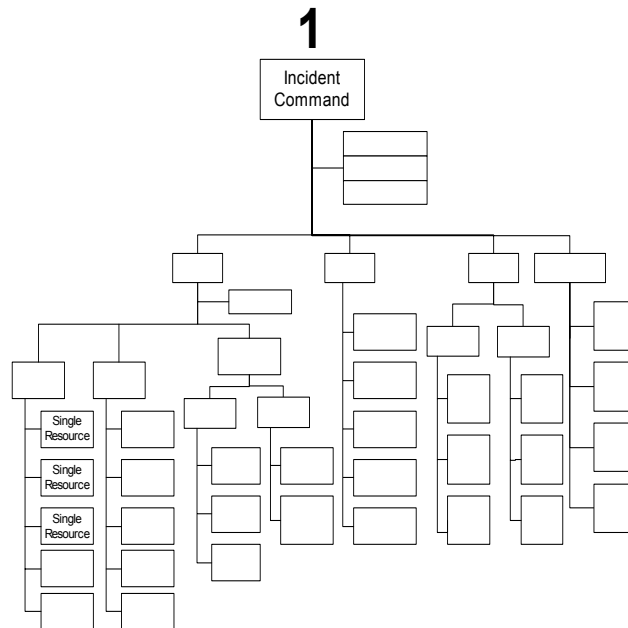 1
Incident
Command
Single
Resource
Single
Resource
Single
Resource